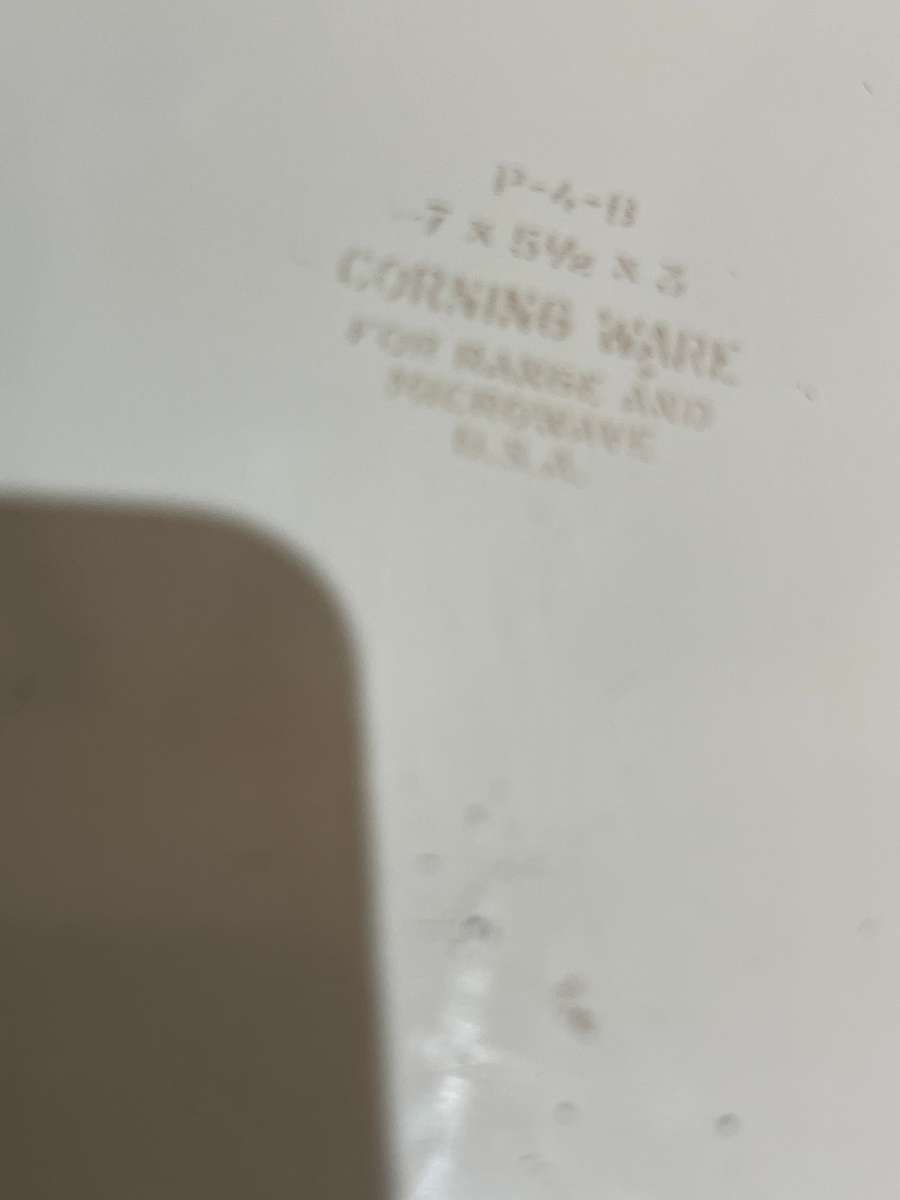 P-4-B
7 x 5½ x 3
CORNING WARE
FOR RANGE AND
MICROWAVE
U.S.A.